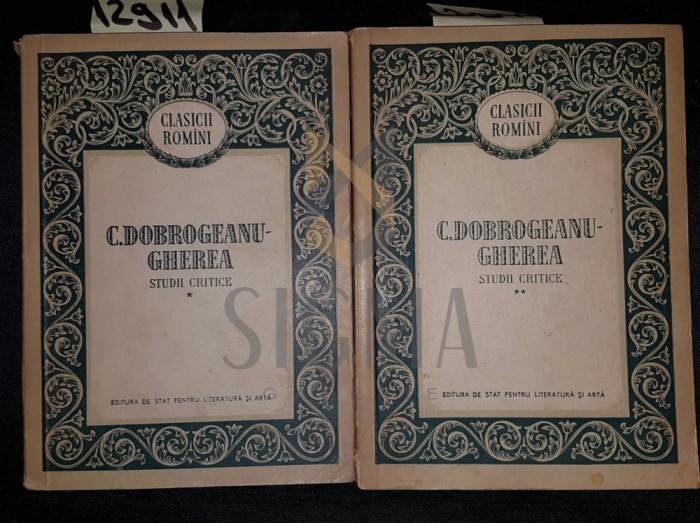 12911
CLASICII
ROMÎNI
C.DOBROGEANU-
GHEREA
STUDII CRITICE
*
EDITURA DE STAT PENTRU LITERATURĂ ȘI ARTĂ
CLASICII
ROMÎNI
C.DOBROGEANU-
GHEREA
STUDII CRITICE
**
EDITURA DE STAT PENTRU LITERATURĂ ȘI ARTĂ
SIGMA